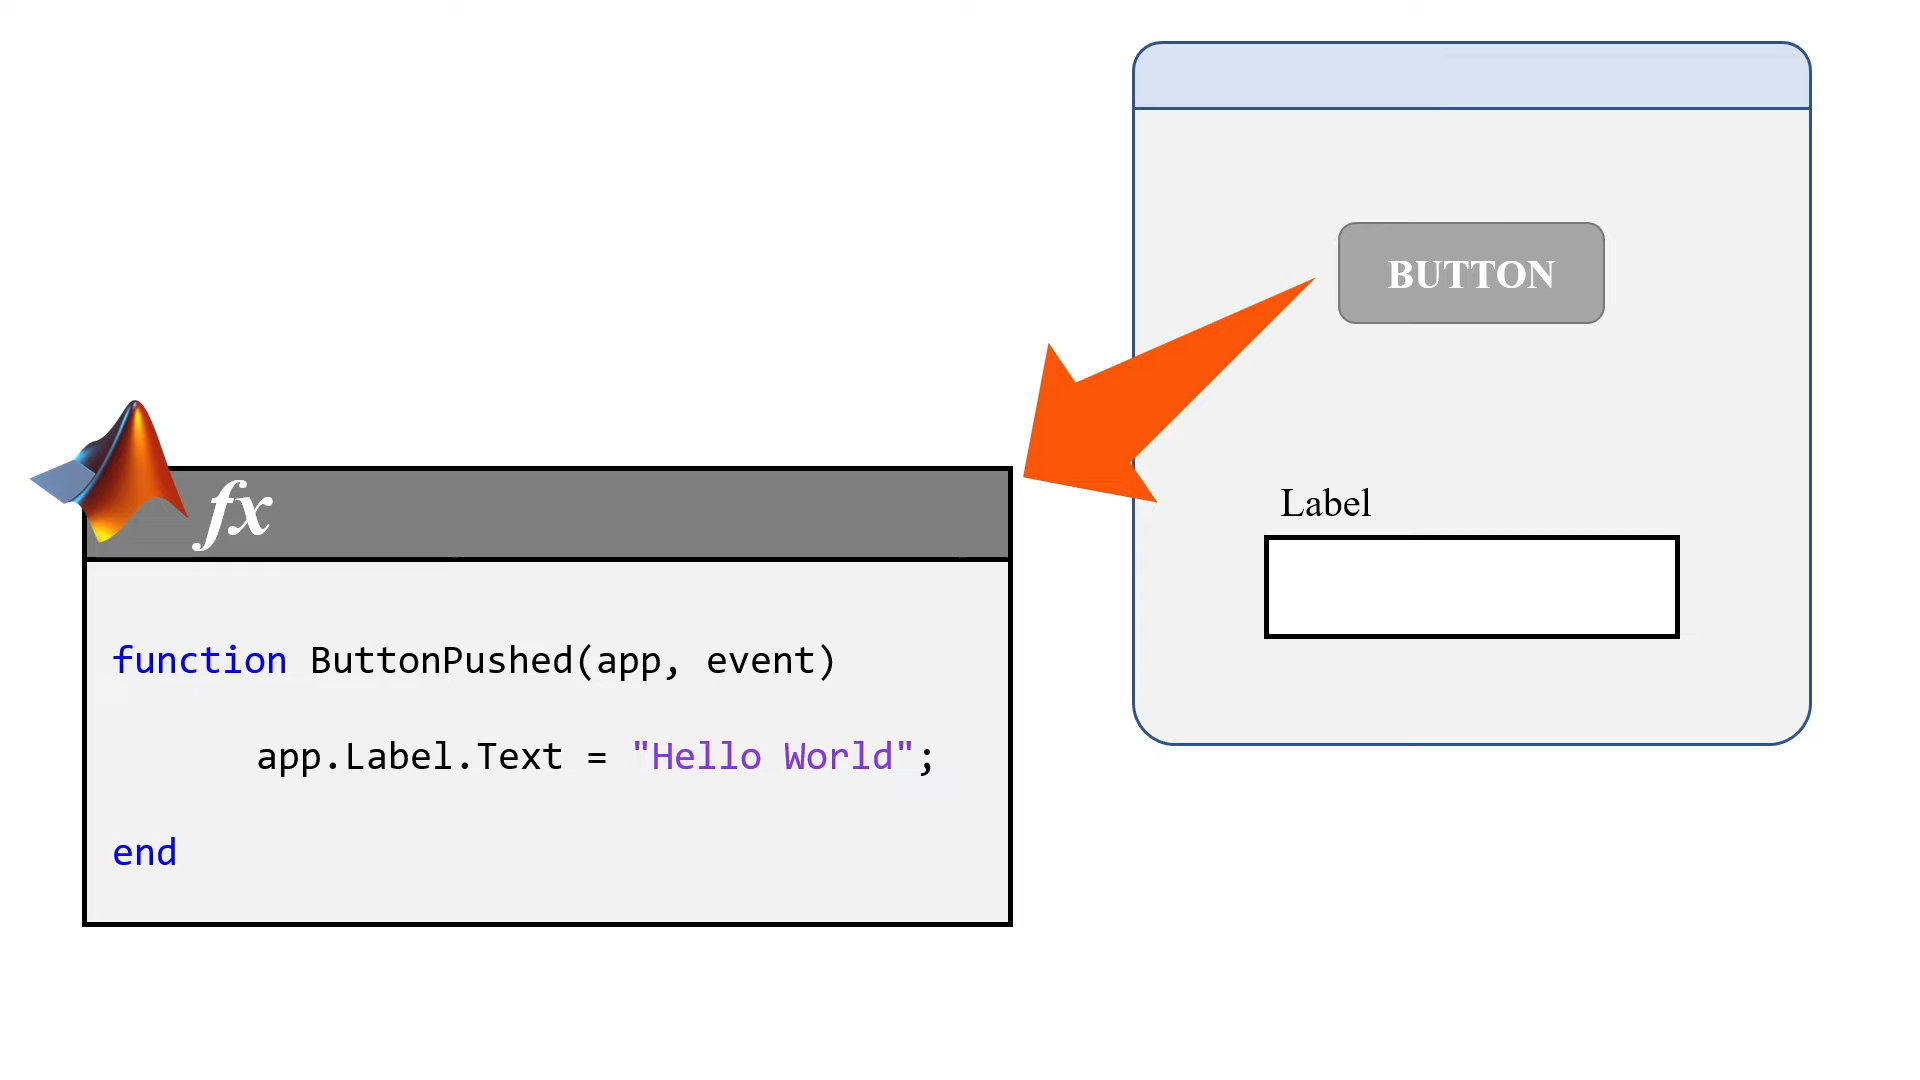 BUTTON
Label
fx
function ButtonPushed(app, event)
app.Label.Text = "Hello World";
end